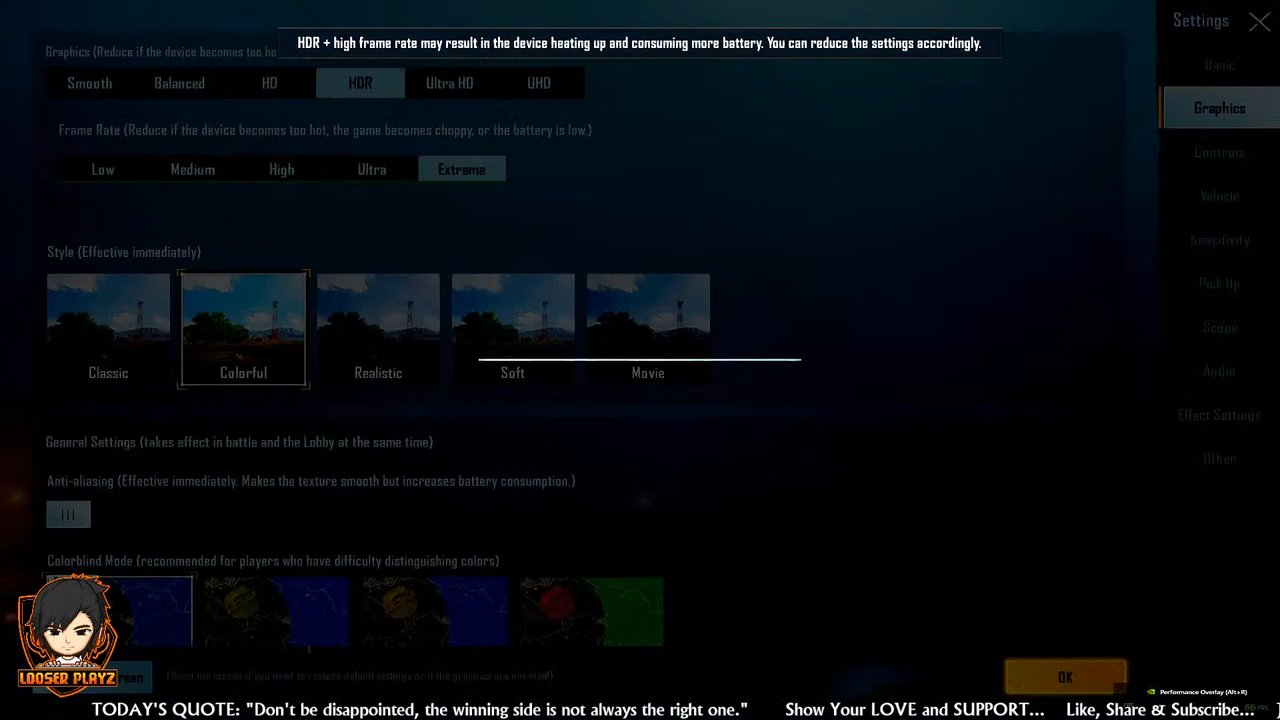 Settings
HDR + high frame rate may result in the device heating up and consuming more battery. You can reduce the settings accordingly.
Graphics (Reduce if the device becomes too ho
Smooth Balanced HD HDR Ultra HD UHD
Frame Rate (Reduce if the device becomes too hot, the game becomes choppy, or the battery is low.)
Low Medium High Ultra Extreme
Style (Effective immediately)
Classic Colorful Realistic Soft Movie
General Settings (takes effect in battle and the Lobby at the same time)
Anti-aliasing (Effective immediately. Makes the texture smooth but increases battery consumption.)
Colorblind Mode (recommended for players who have difficulty distinguishing colors)
Basic
Graphics
Controls
Vehicle
Sensitivity
Pick Up
Scope
Audio
Effect Settings
Other
LOOSER PLAYZ
OK
Performance Overlay (Alt+R)
66 FPS
TODAY'S QUOTE: "Don't be disappointed, the winning side is not always the right one." Show Your LOVE and SUPPORT... Like, Share & Subscribe...